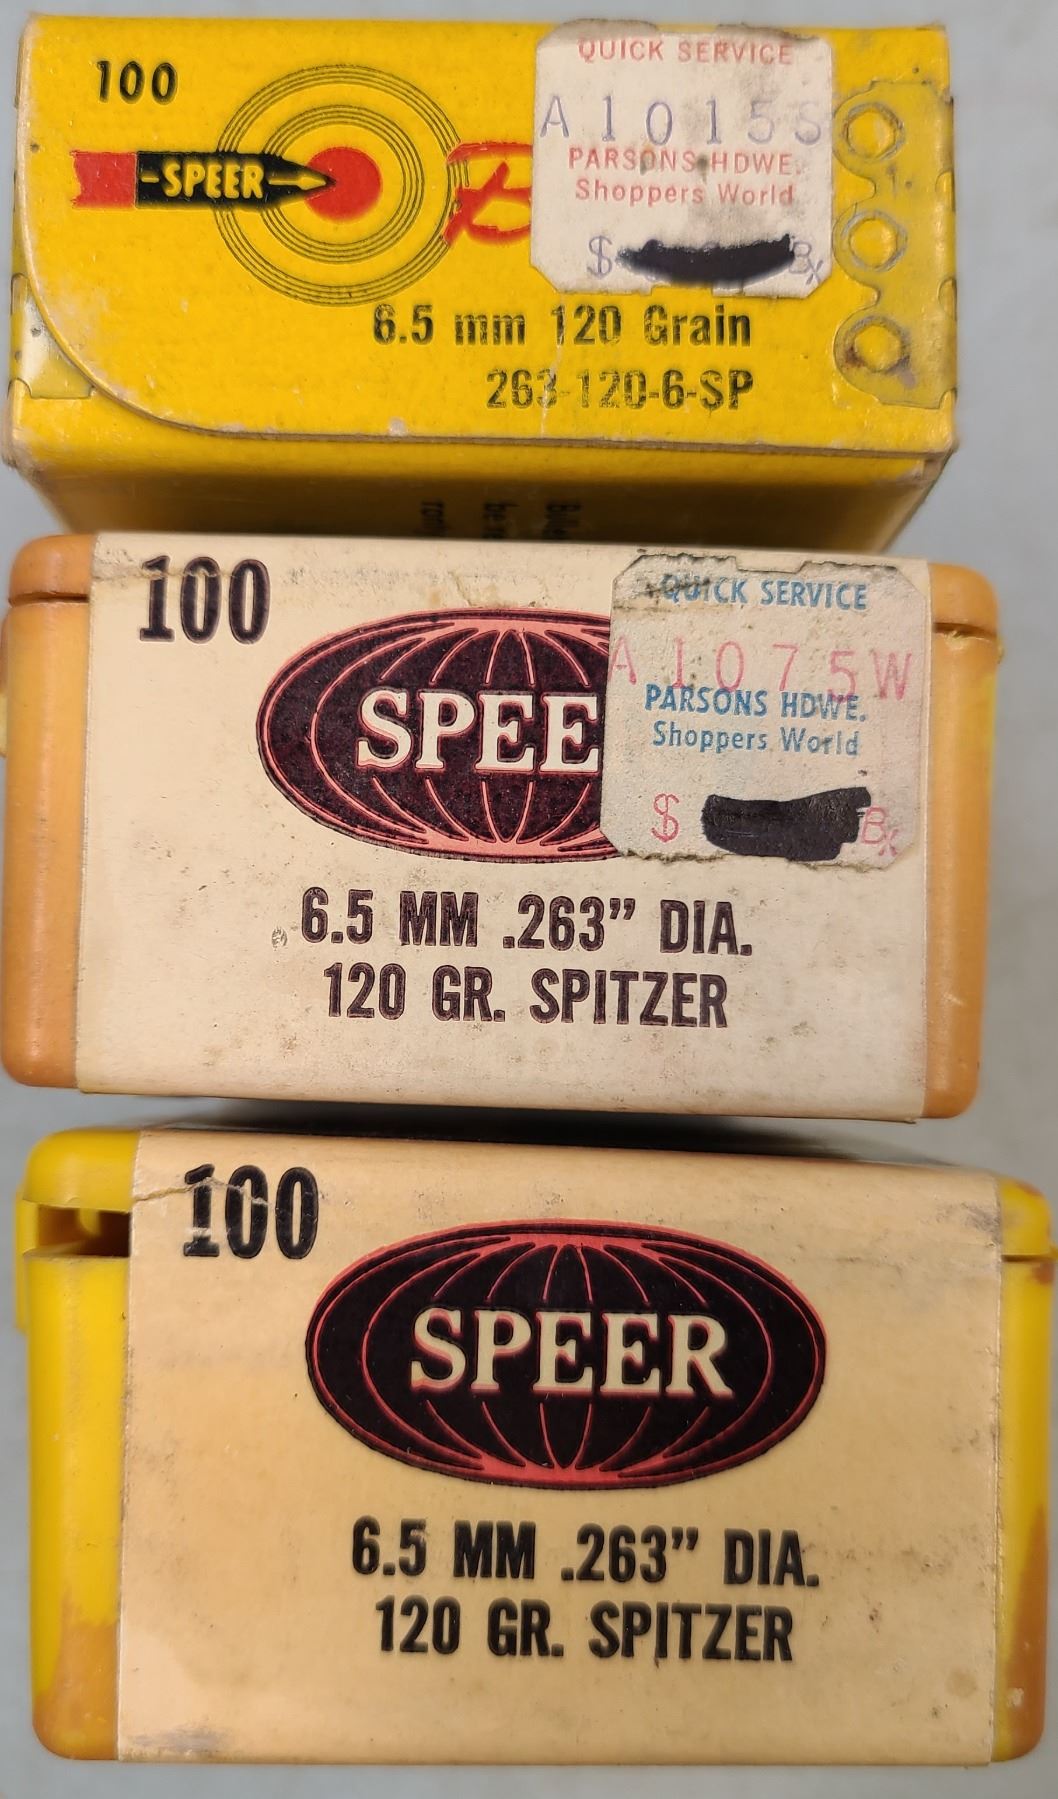 100
QUICK SERVICE
A1015S
SPEER
PARSONS HDWE.
Shoppers World
$ Bx
6.5 mm 120 Grain
263-120-6-SP
100
QUICK SERVICE
A1075W
SPEE
PARSONS HDWE.
Shoppers World
$ Bx
6.5 MM .263” DIA.
120 GR. SPITZER
100
SPEER
6.5 MM .263” DIA.
120 GR. SPITZER